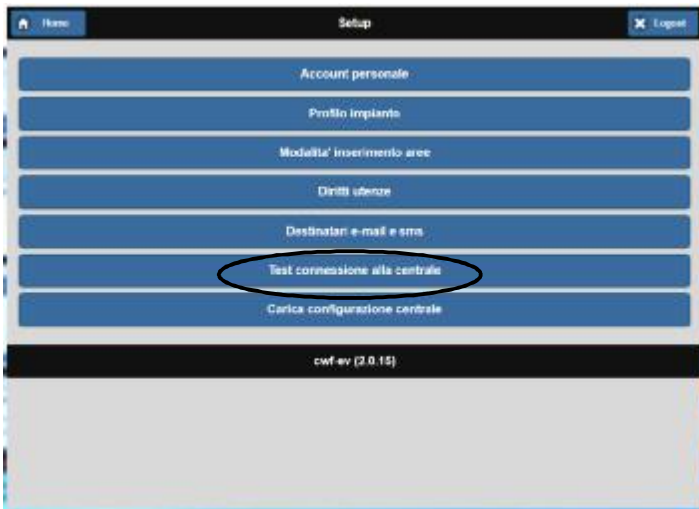 Home
Setup
Logout
Account personale
Profilo impianto
Modalita' inserimento aree
Diritti utenze
Destinatari e-mail e sms
Test connessione alla centrale
Carica configurazione centrale
cwf-ev (2.0.15)